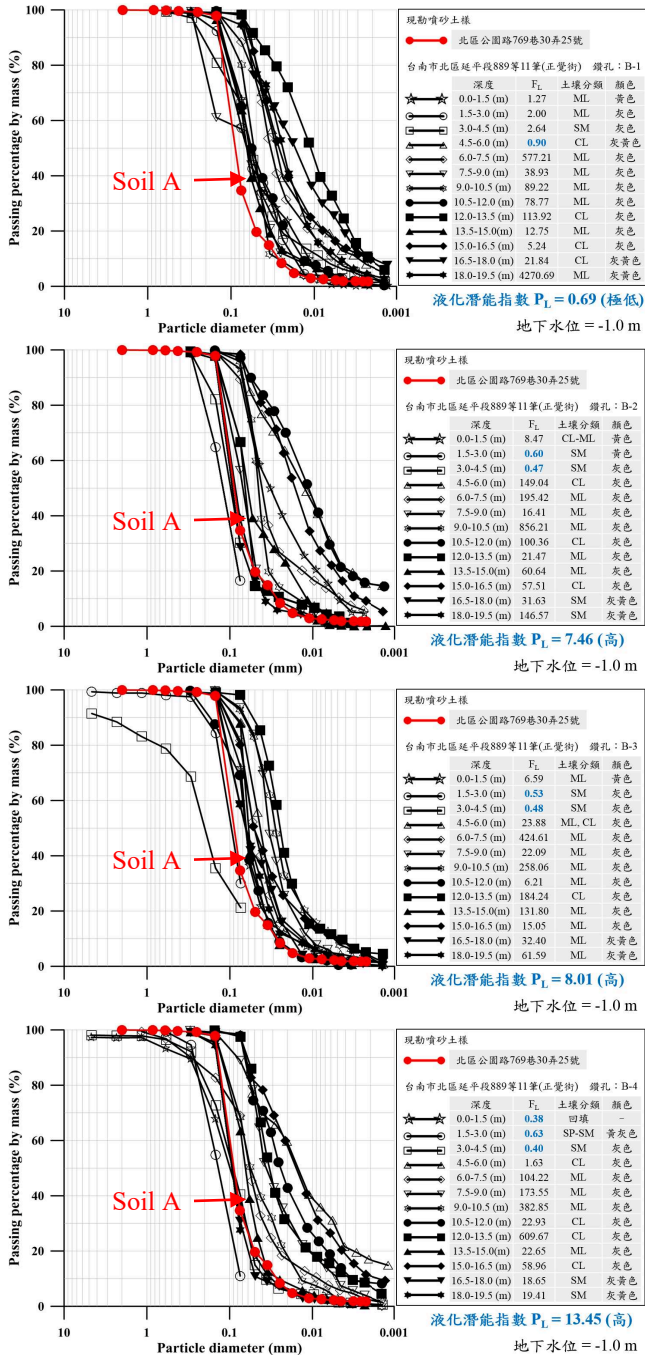 Passing percentage by mass (%)
100
80
60
40
20
0
Soil A
10
1
0.1
0.01
0.001
Particle diameter (mm)
現勘噴砂土樣
北區公園路769巷30弄25號
台南市北區延平段889等11筆(正覺街) 鑽孔：B-1
深度 FL 土壤分類 顏色
0.0-1.5 (m) 1.27 ML 黃色
1.5-3.0 (m) 2.00 ML 灰色
3.0-4.5 (m) 2.64 SM 灰色
4.5-6.0 (m) 0.90 CL 灰黃色
6.0-7.5 (m) 577.21 ML 灰色
7.5-9.0 (m) 38.93 ML 灰色
9.0-10.5 (m) 89.22 ML 灰色
10.5-12.0 (m) 78.77 ML 灰色
12.0-13.5 (m) 113.92 CL 灰色
13.5-15.0(m) 12.75 ML 灰色
15.0-16.5 (m) 5.24 CL 灰色
16.5-18.0 (m) 21.84 CL 灰黃色
18.0-19.5 (m) 4270.69 ML 灰黃色
液化潛能指數 PL = 0.69 (極低)
地下水位 = -1.0 m
Passing percentage by mass (%)
100
80
60
40
20
0
Soil A
10
1
0.1
0.01
0.001
Particle diameter (mm)
現勘噴砂土樣
北區公園路769巷30弄25號
台南市北區延平段889等11筆(正覺街) 鑽孔：B-2
深度 FL 土壤分類 顏色
0.0-1.5 (m) 8.47 CL-ML 黃色
1.5-3.0 (m) 0.60 SM 黃色
3.0-4.5 (m) 0.47 SM 灰色
4.5-6.0 (m) 149.04 CL 灰色
6.0-7.5 (m) 195.42 ML 灰色
7.5-9.0 (m) 16.41 ML 灰色
9.0-10.5 (m) 856.21 ML 灰色
10.5-12.0 (m) 100.36 CL 灰色
12.0-13.5 (m) 21.47 ML 灰色
13.5-15.0(m) 60.64 ML 灰色
15.0-16.5 (m) 57.51 CL 灰色
16.5-18.0 (m) 31.63 SM 灰黃色
18.0-19.5 (m) 146.57 SM 灰黃色
液化潛能指數 PL = 7.46 (高)
地下水位 = -1.0 m
Passing percentage by mass (%)
100
80
60
40
20
0
Soil A
10
1
0.1
0.01
0.001
Particle diameter (mm)
現勘噴砂土樣
北區公園路769巷30弄25號
台南市北區延平段889等11筆(正覺街) 鑽孔：B-3
深度 FL 土壤分類 顏色
0.0-1.5 (m) 6.59 ML 黃色
1.5-3.0 (m) 0.53 SM 灰色
3.0-4.5 (m) 0.48 SM 灰色
4.5-6.0 (m) 23.88 ML, CL 灰色
6.0-7.5 (m) 424.61 ML 灰色
7.5-9.0 (m) 22.09 ML 灰色
9.0-10.5 (m) 258.06 ML 灰色
10.5-12.0 (m) 6.21 ML 灰色
12.0-13.5 (m) 184.24 CL 灰色
13.5-15.0(m) 131.80 ML 灰色
15.0-16.5 (m) 15.05 ML 灰色
16.5-18.0 (m) 32.40 ML 灰黃色
18.0-19.5 (m) 61.59 ML 灰黃色
液化潛能指數 PL = 8.01 (高)
地下水位 = -1.0 m
Passing percentage by mass (%)
100
80
60
40
20
0
Soil A
10
1
0.1
0.01
0.001
Particle diameter (mm)
現勘噴砂土樣
北區公園路769巷30弄25號
台南市北區延平段889等11筆(正覺街) 鑽孔：B-4
深度 FL 土壤分類 顏色
0.0-1.5 (m) 0.38 回填 -
1.5-3.0 (m) 0.63 SP-SM 黃灰色
3.0-4.5 (m) 0.40 SM 灰色
4.5-6.0 (m) 1.63 CL 灰色
6.0-7.5 (m) 104.22 ML 灰色
7.5-9.0 (m) 173.55 ML 灰色
9.0-10.5 (m) 382.85 ML 灰色
10.5-12.0 (m) 22.93 CL 灰色
12.0-13.5 (m) 609.67 CL 灰色
13.5-15.0(m) 22.65 ML 灰色
15.0-16.5 (m) 58.96 CL 灰色
16.5-18.0 (m) 18.65 SM 灰黃色
18.0-19.5 (m) 19.41 SM 灰黃色
液化潛能指數 PL = 13.45 (高)
地下水位 = -1.0 m